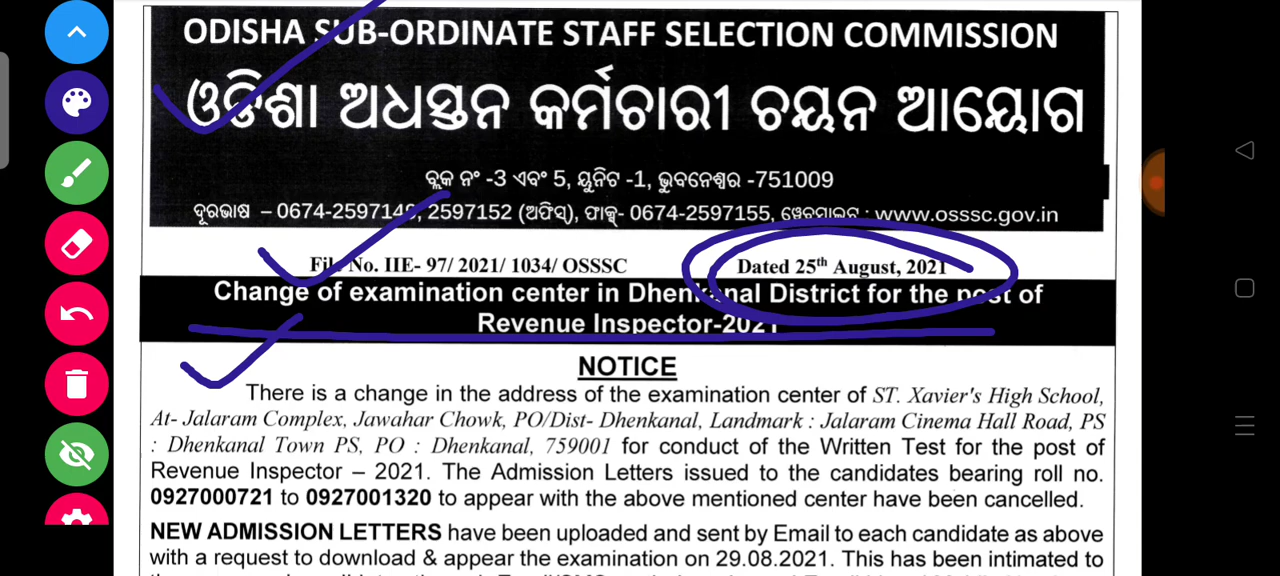 ODISHA SUB-ORDINATE STAFF SELECTION COMMISSION
ଓଡିଶା ଅଧସ୍ତନ କର୍ମଚାରୀ ଚୟନ ଆୟୋଗ
ବ୍ଲକ ନଂ -3 ଏବଂ 5, ୟୁନିଟ -1, ଭୁବନେଶ୍ୱର -751009
ଦୂରଭାଷ – 0674-2597149, 2597152 (ଅଫିସ୍), ଫାକ୍ସ- 0674-2597155, ୱେବସାଇଟ : www.osssc.gov.in
File No. IIE- 97/ 2021/ 1034/ OSSSC Dated 25th August, 2021
Change of examination center in Dhenkanal District for the post of
Revenue Inspector-2021
NOTICE
There is a change in the address of the examination center of ST. Xavier's High School,
At- Jalaram Complex, Jawahar Chowk, PO/Dist- Dhenkanal, Landmark : Jalaram Cinema Hall Road, PS
: Dhenkanal Town PS, PO : Dhenkanal, 759001 for conduct of the Written Test for the post of
Revenue Inspector – 2021. The Admission Letters issued to the candidates bearing roll no.
0927000721 to 0927001320 to appear with the above mentioned center have been cancelled.
NEW ADMISSION LETTERS have been uploaded and sent by Email to each candidate as above
with a request to download & appear the examination on 29.08.2021. This has been intimated to